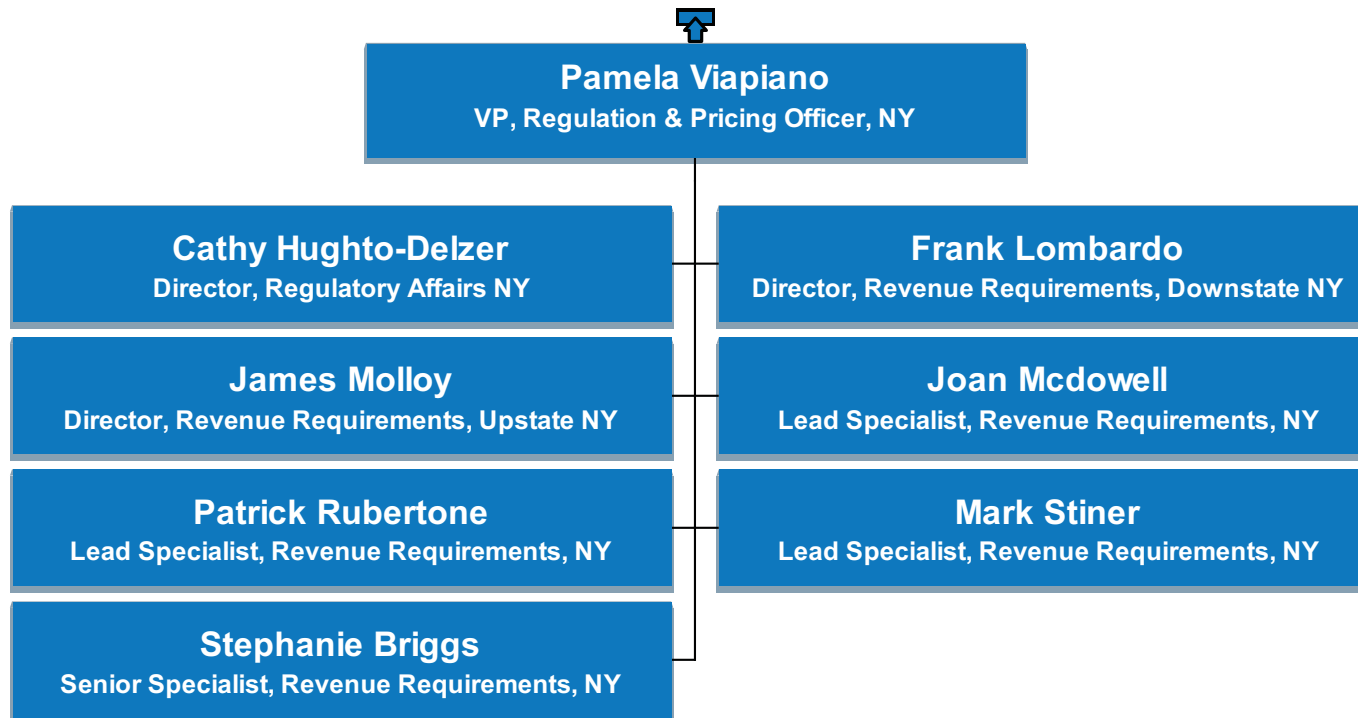 Pamela Viapiano
VP, Regulation & Pricing Officer, NY
Cathy Hughto-Delzer
Director, Regulatory Affairs NY
Frank Lombardo
Director, Revenue Requirements, Downstate NY
James Molloy
Director, Revenue Requirements, Upstate NY
Joan Mcdowell
Lead Specialist, Revenue Requirements, NY
Patrick Rubertone
Lead Specialist, Revenue Requirements, NY
Mark Stiner
Lead Specialist, Revenue Requirements, NY
Stephanie Briggs
Senior Specialist, Revenue Requirements, NY